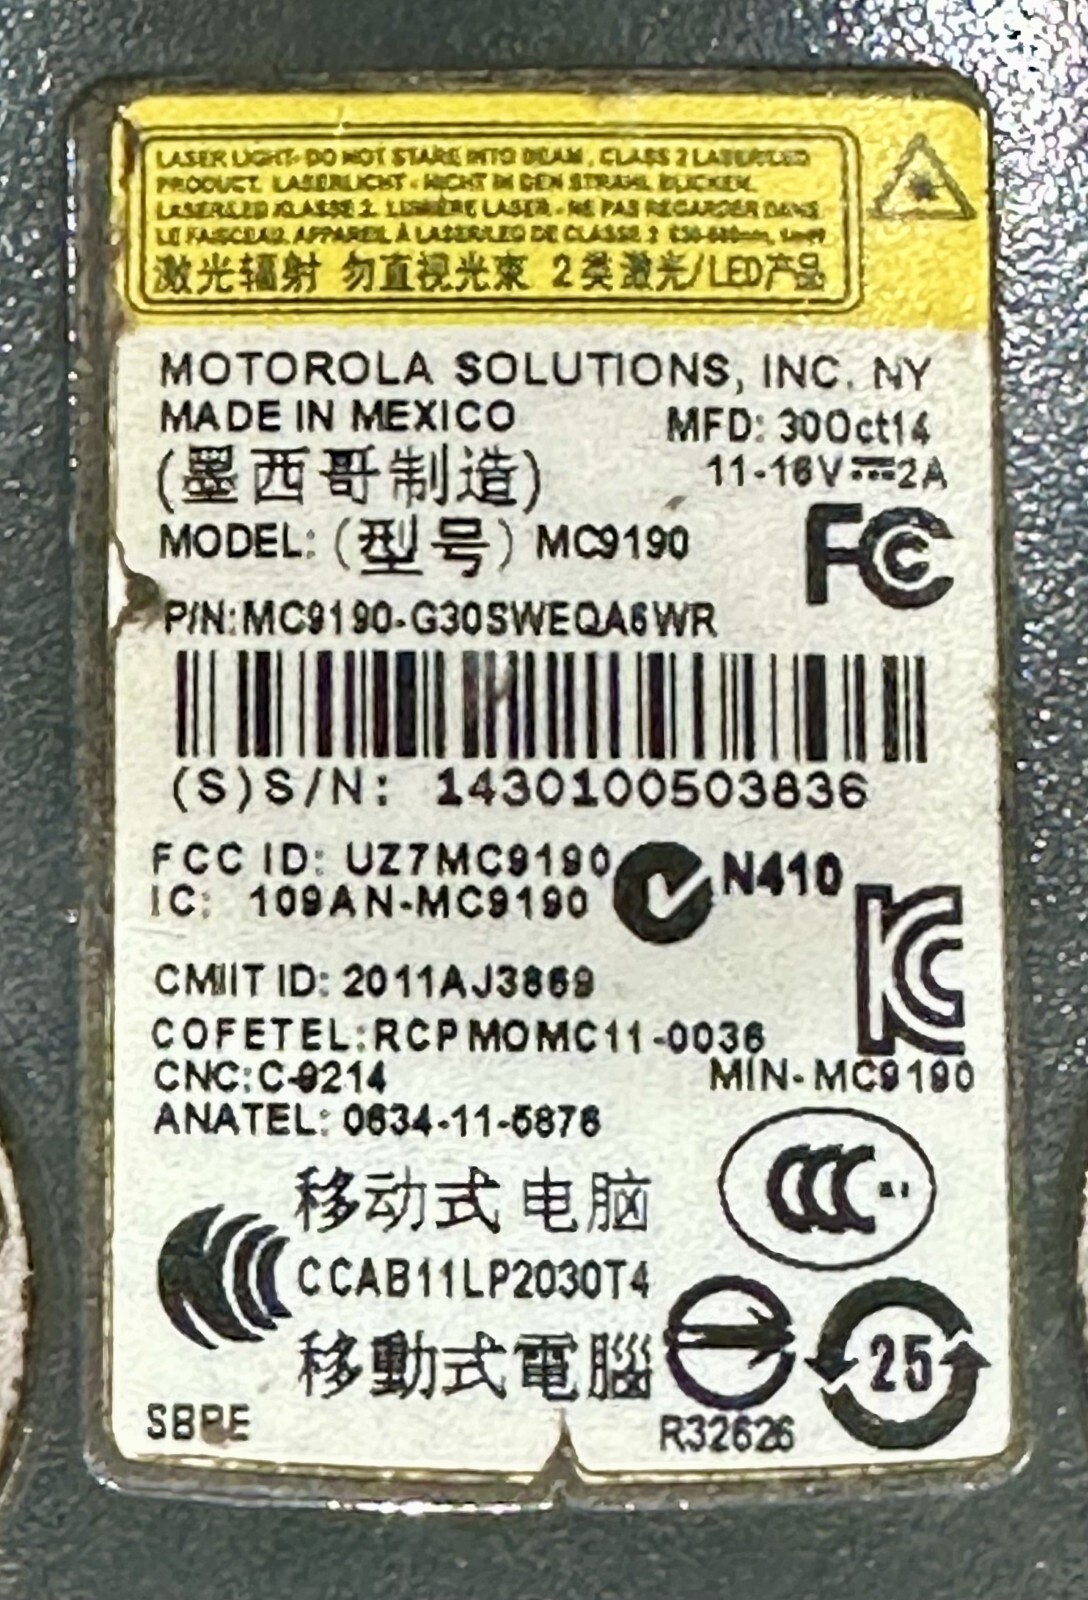 LASER LIGHT- DO NOT STARE INTO BEAM, CLASS 2 LASER/LED
PRODUCT. LASERLICHT - NICHT IN DEN STRAHL BLICKEN.
LASER/LED KLASSE 2. LUMIÈRE LASER - NE PAS REGARDER DANS
LE FAISCEAU. APPAREIL À LASER/LED DE CLASSE 2
激光辐射 勿直视光束 2类激光/LED产品
MOTOROLA SOLUTIONS, INC. NY
MADE IN MEXICO
MFD: 30Oct14
(墨西哥制造)
11-16V⎓2A
MODEL: (型号) MC9190
FC
P/N:MC9190-G30SWEQA6WR
(S)S/N: 1430100503836
FCC ID: UZ7MC9190
N410
IC: 109AN-MC9190
KC
CMIIT ID: 2011AJ3869
COFETEL:RCPMOMC11-0036
CNC:C-9214
MIN-MC9190
ANATEL: 0634-11-5876
CCC
移动式电脑
CCAB11LP2030T4
移動式電腦
25
SBPE
R32626